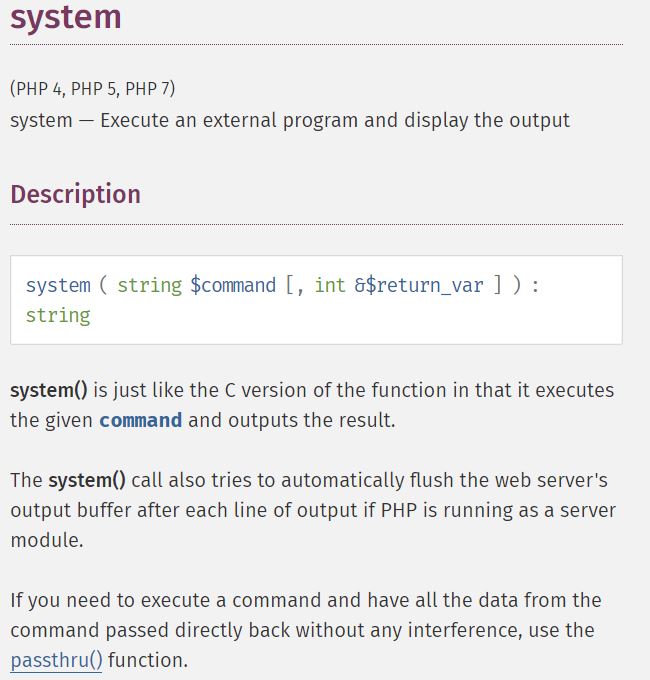 system
(PHP 4, PHP 5, PHP 7)
system — Execute an external program and display the output
Description
system ( string $command [, int &$return_var ] ) :
string
system() is just like the C version of the function in that it executes
the given command and outputs the result.
The system() call also tries to automatically flush the web server's
output buffer after each line of output if PHP is running as a server
module.
If you need to execute a command and have all the data from the
command passed directly back without any interference, use the
passthru() function.